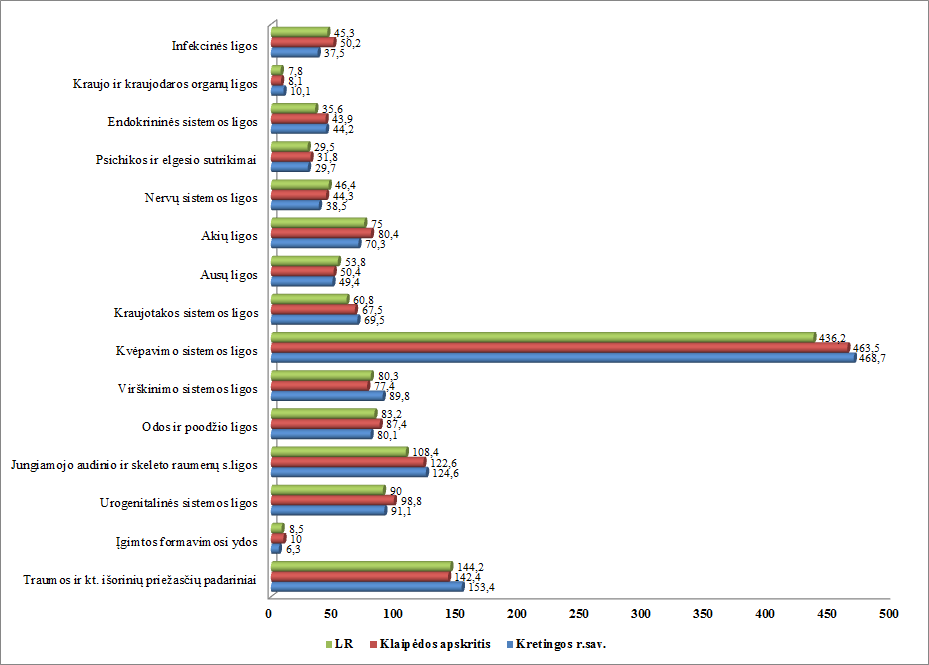 Infekcinės ligos
45,3
50,2
37,5
Kraujo ir kraujodaros organų ligos
7,8
8,1
10,1
Endokrininės sistemos ligos
35,6
43,9
44,2
Psichikos ir elgesio sutrikimai
29,5
31,8
29,7
Nervų sistemos ligos
46,4
44,3
38,5
Akių ligos
75
80,4
70,3
Ausų ligos
53,8
50,4
49,4
Kraujotakos sistemos ligos
60,8
67,5
69,5
Kvėpavimo sistemos ligos
436,2
463,5
468,7
Virškinimo sistemos ligos
80,3
77,4
89,8
Odos ir poodžio ligos
83,2
87,4
80,1
Jungiamojo audinio ir skeleto raumenų s.ligos
108,4
122,6
124,6
Urogenitalinės sistemos ligos
90
98,8
91,1
Įgimtos formavimosi ydos
8,5
10
6,3
Traumos ir kt. išorinių priežasčių padariniai
144,2
142,4
153,4
0 50 100 150 200 250 300 350 400 450 500
LR Klaipėdos apskritis Kretingos r.sav.